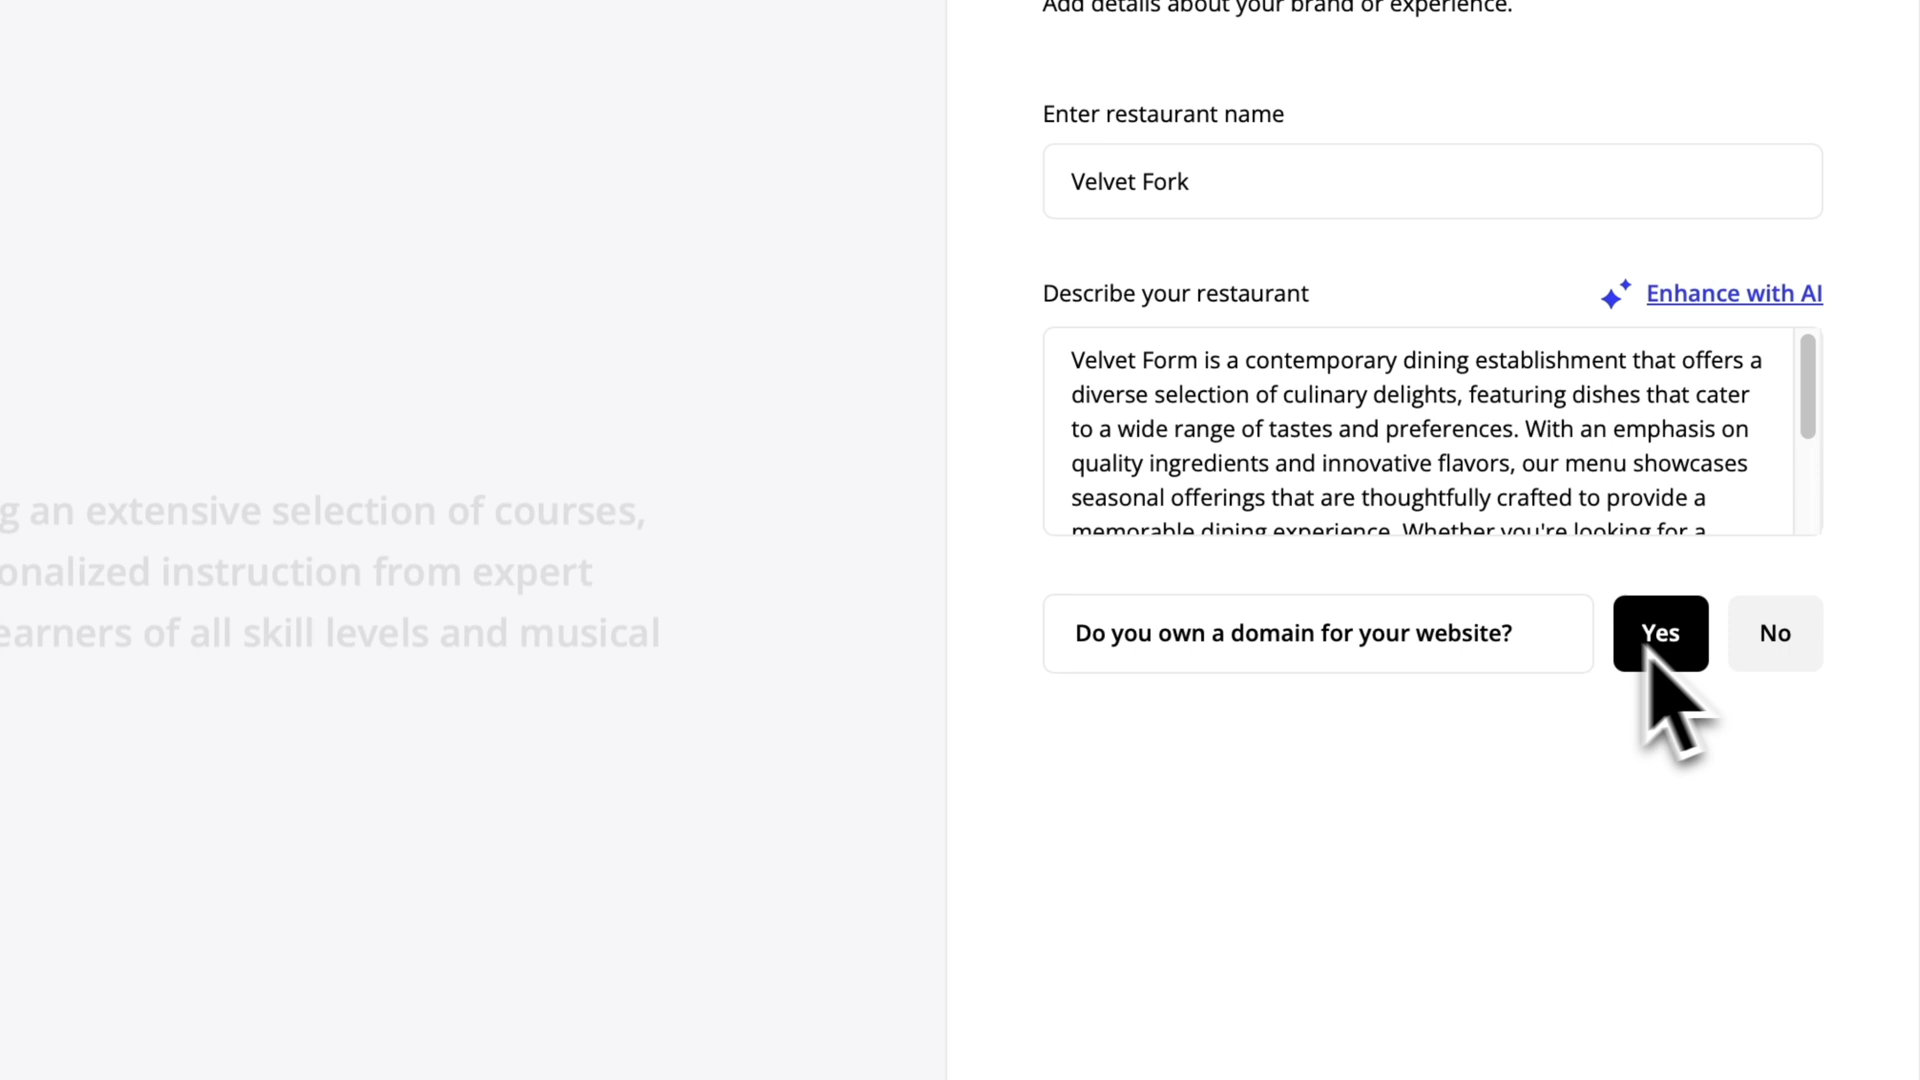 Add details about your brand or experience.
Enter restaurant name
Velvet Fork
Describe your restaurant
Enhance with AI
Velvet Form is a contemporary dining establishment that offers a
diverse selection of culinary delights, featuring dishes that cater
to a wide range of tastes and preferences. With an emphasis on
quality ingredients and innovative flavors, our menu showcases
seasonal offerings that are thoughtfully crafted to provide a
memorable dining experience. Whether you're looking for a
Do you own a domain for your website?
Yes
No
g an extensive selection of courses,
onalized instruction from expert
earners of all skill levels and musical